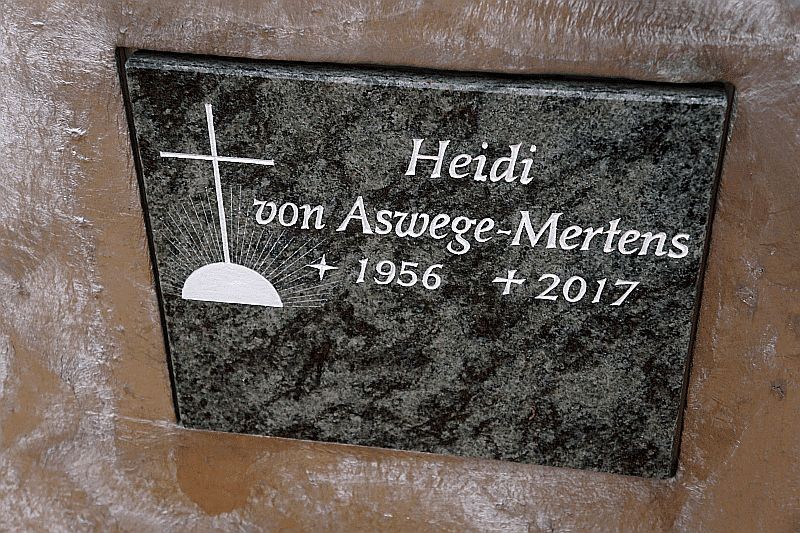 Heidi
von Aswege-Mertens
1956 2017